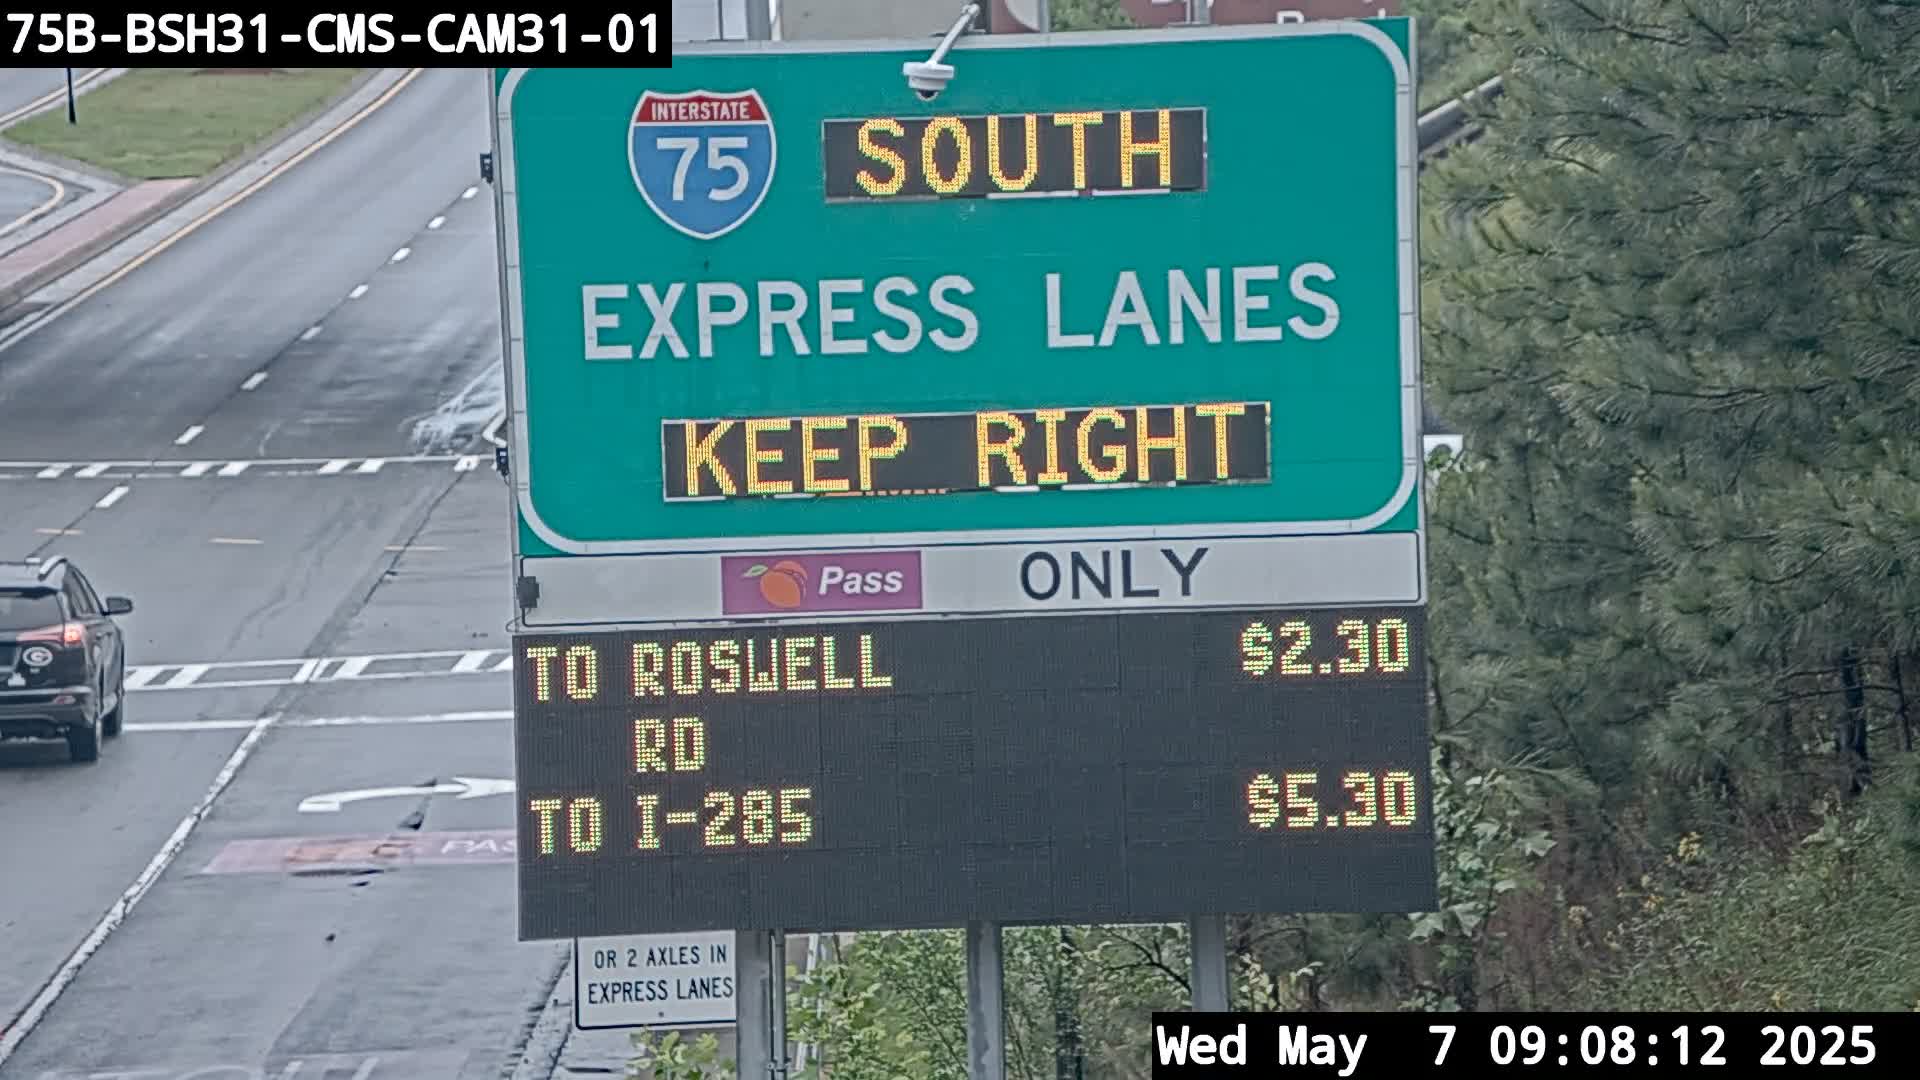 75B-BSH31-CMS-CAM31-01
INTERSTATE
75
SOUTH
EXPRESS LANES
KEEP RIGHT
Pass
ONLY
TO ROSWELL $2.30
RD
TO I-285 $5.30
G
OR 2 AXLES IN
EXPRESS LANES
Wed May 7 09:08:12 2025